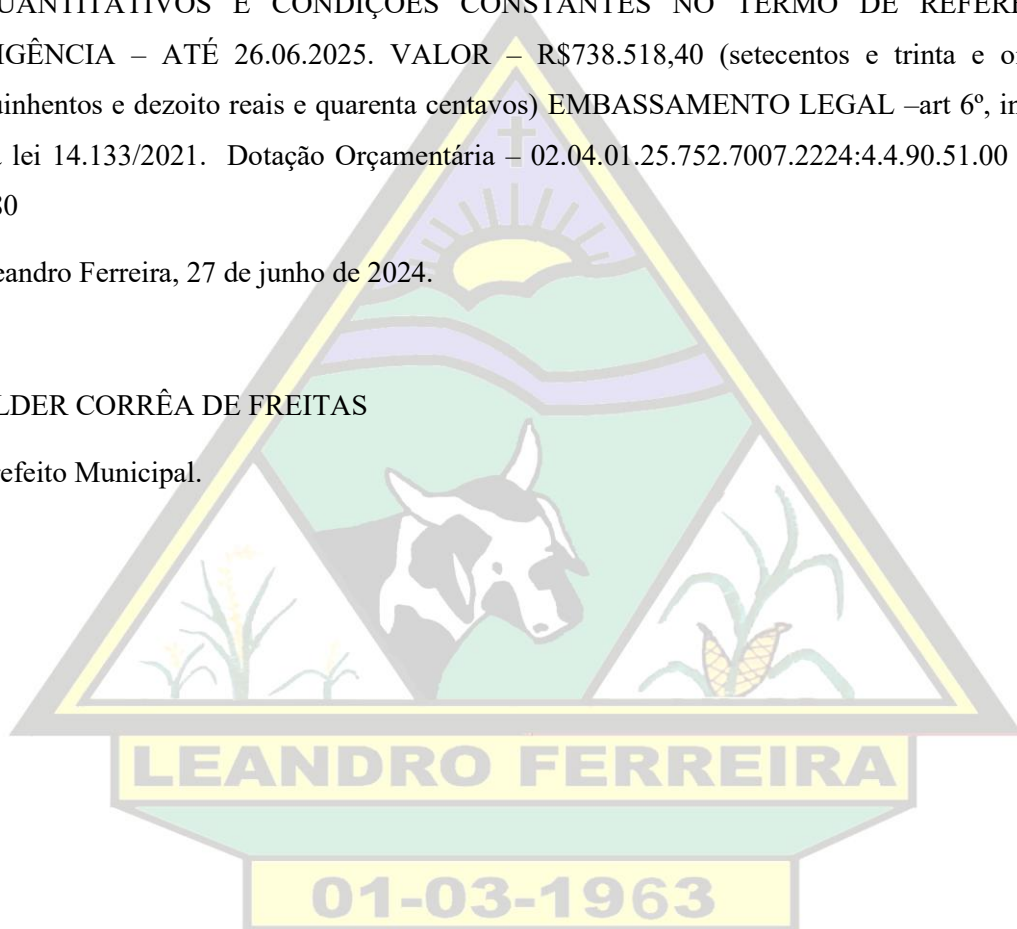 UANTITATIVOS E CONDIÇÕES CONSTANTES NO TERMO DE REFERE
IGÊNCIA – ATÉ 26.06.2025. VALOR – R$738.518,40 (setecentos e trinta e o
uinhentos e dezoito reais e quarenta centavos) EMBASSAMENTO LEGAL –art 6º, in
lei 14.133/2021. Dotação Orçamentária – 02.04.01.25.752.7007.2224:4.4.90.51.00
80
eandro Ferreira, 27 de junho de 2024.
LDER CORRÊA DE FREITAS
refeito Municipal.
LEANDRO FERREIRA
01-03-1963